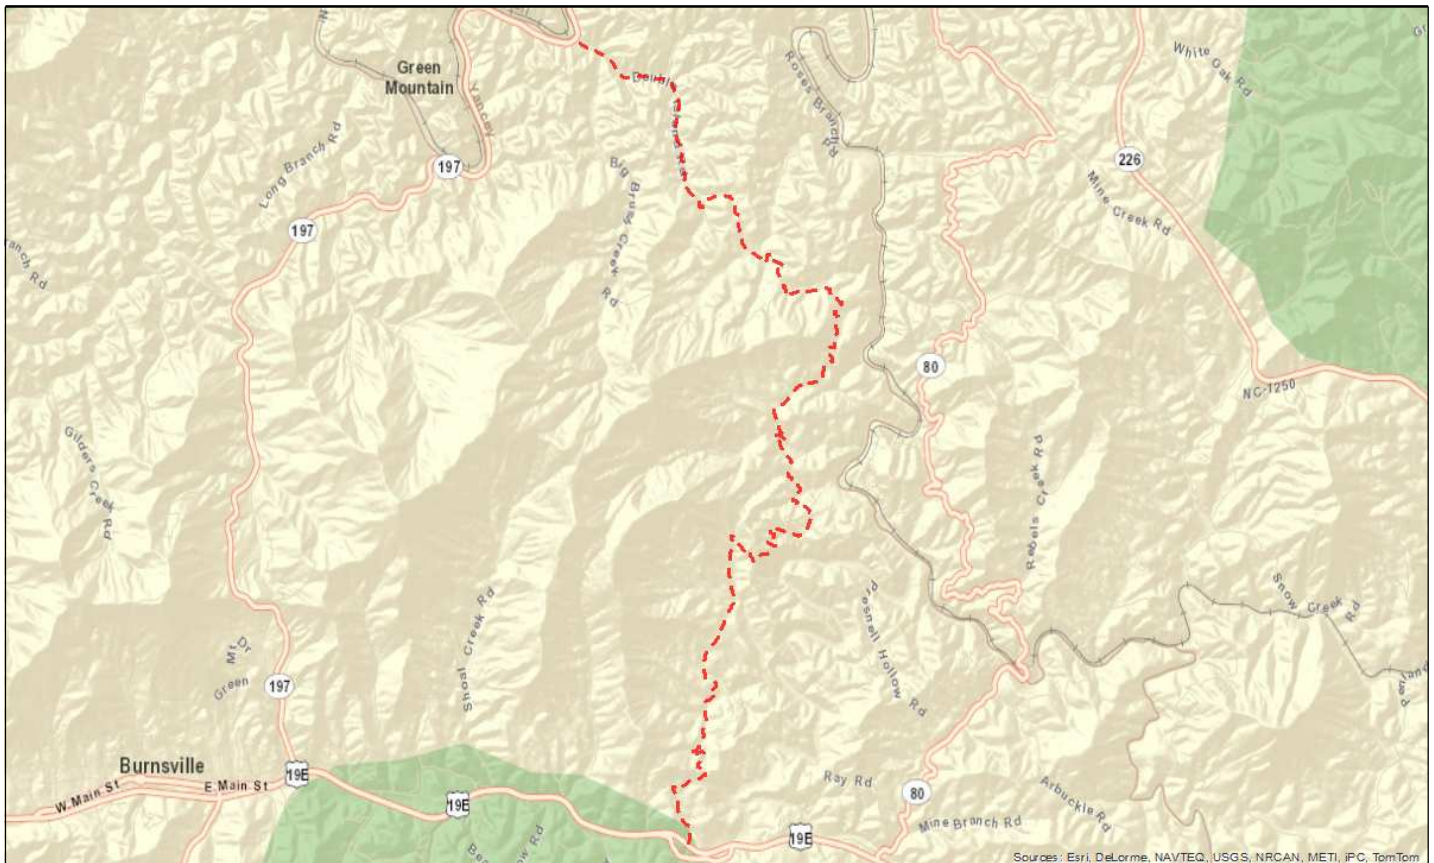 Green
Mountain
Yancey
Long Branch Rd
197
197
anch Rd
Big Brush Creek Rd
Roses Branch Rd
White Oak Rd
226
Mine Creek Rd
80
NC-1250
Gilders Creek Rd
Rebels Creek Rd
Shoal Creek Rd
Green Mt Dr
197
Snow Creek Rd
Burnsville
W Main St
E Main St
19E
19E
Ray Rd
80
Arbuckle Rd
Mine Branch Rd
19E
Sources: Esri, DeLorme, NAVTEQ, USGS, NRCAN, METI, iPC, TomTom